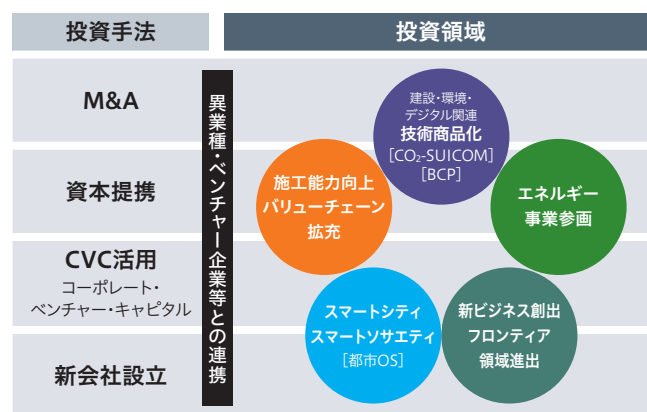 投資手法
投資領域
M&A
資本提携
CVC活用
コーポレート・
ベンチャー・キャピタル
新会社設立
異業種・ベンチャー企業等との連携
建設・環境・
デジタル関連
技術商品化
[CO₂-SUICOM]
[BCP]
施工能力向上
バリューチェーン
拡充
エネルギー
事業参画
スマートシティ
スマートソサエティ
[都市OS]
新ビジネス創出
フロンティア
領域進出